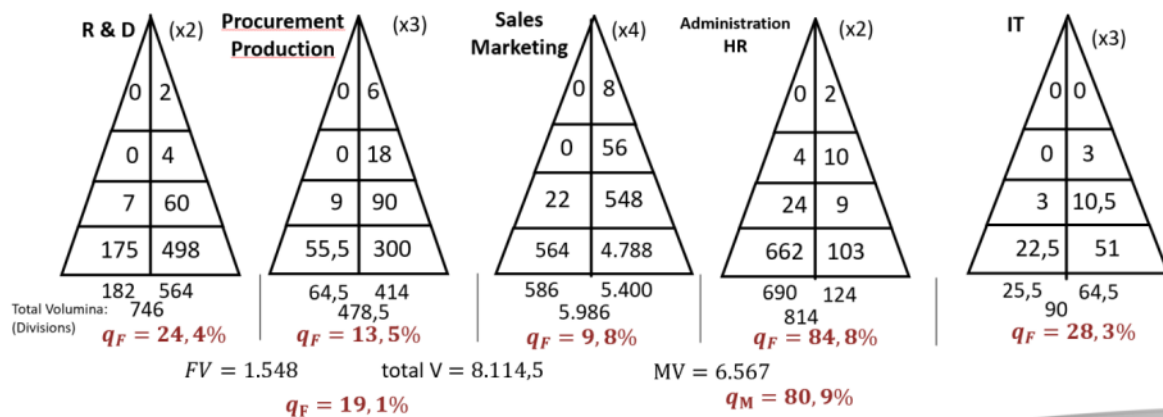 R & D (x2)
0 2
0 4
7 60
175 498
182 564
746
q_F = 24,4%
Procurement
Production
(x3)
0 6
0 18
9 90
55,5 300
64,5 414
478,5
q_F = 13,5%
Sales
Marketing
(x4)
0 8
0 56
22 548
564 4.788
586 5.400
5.986
q_F = 9,8%
Administration
HR
(x2)
0 2
4 10
24 9
662 103
690 124
814
q_F = 84,8%
IT
(x3)
0 0
0 3
3 10,5
22,5 51
25,5 64,5
90
q_F = 28,3%
Total Volumina:
(Divisions)
FV = 1.548 total V = 8.114,5 MV = 6.567
q_F = 19,1% q_M = 80,9%